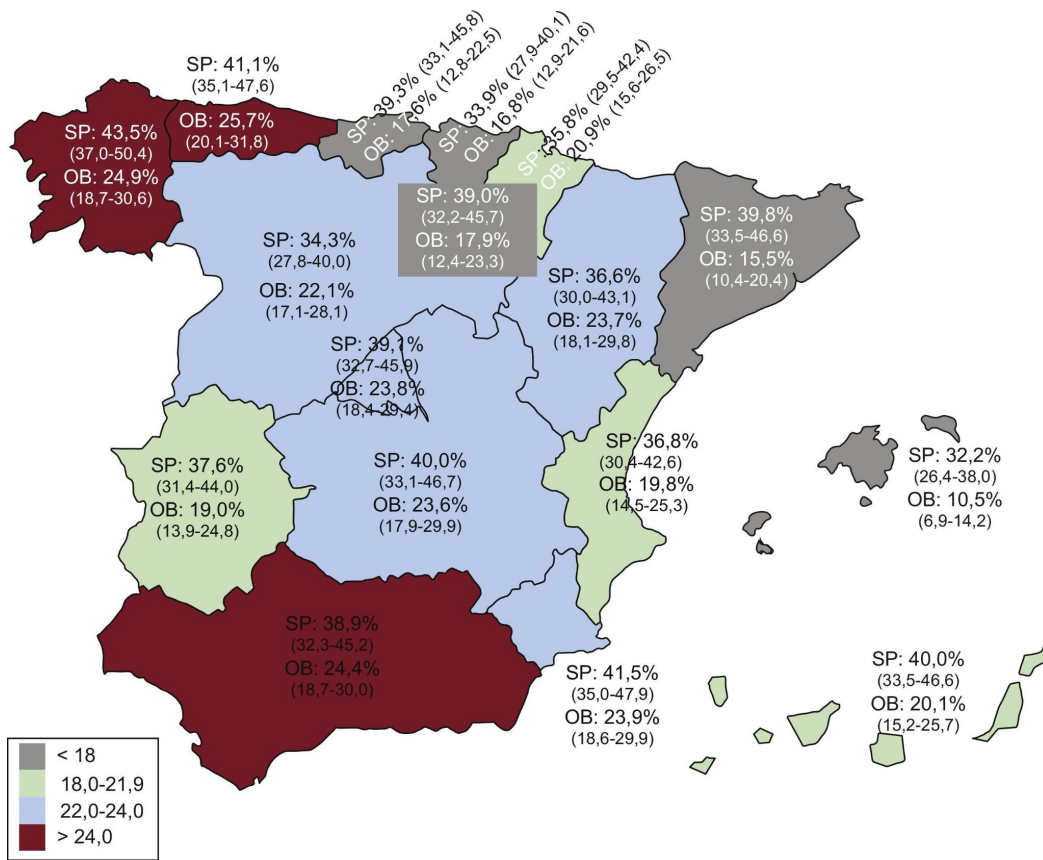 SP: 39,3% (33,1-45,8)
OB: 17,6% (12,8-22,5)
SP: 33,9% (27,9-40,1)
OB: 16,8% (12,9-21,6)
SP: 35,8% (29,5-42,4)
OB: 20,9% (15,6-26,5)
SP: 41,1%
(35,1-47,6)
OB: 25,7%
(20,1-31,8)
SP: 43,5%
(37,0-50,4)
OB: 24,9%
(18,7-30,6)
SP: 39,0%
(32,2-45,7)
OB: 17,9%
(12,4-23,3)
SP: 39,8%
(33,5-46,6)
OB: 15,5%
(10,4-20,4)
SP: 34,3%
(27,8-40,0)
OB: 22,1%
(17,1-28,1)
SP: 36,6%
(30,0-43,1)
OB: 23,7%
(18,1-29,8)
SP: 39,1%
(32,7-45,9)
OB: 23,8%
(18,4-29,4)
SP: 37,6%
(31,4-44,0)
OB: 19,0%
(13,9-24,8)
SP: 40,0%
(33,1-46,7)
OB: 23,6%
(17,9-29,9)
SP: 36,8%
(30,4-42,6)
OB: 19,8%
(14,5-25,3)
SP: 32,2%
(26,4-38,0)
OB: 10,5%
(6,9-14,2)
SP: 38,9%
(32,3-45,2)
OB: 24,4%
(18,7-30,0)
SP: 41,5%
(35,0-47,9)
OB: 23,9%
(18,6-29,9)
SP: 40,0%
(33,5-46,6)
OB: 20,1%
(15,2-25,7)
< 18
18,0-21,9
22,0-24,0
> 24,0